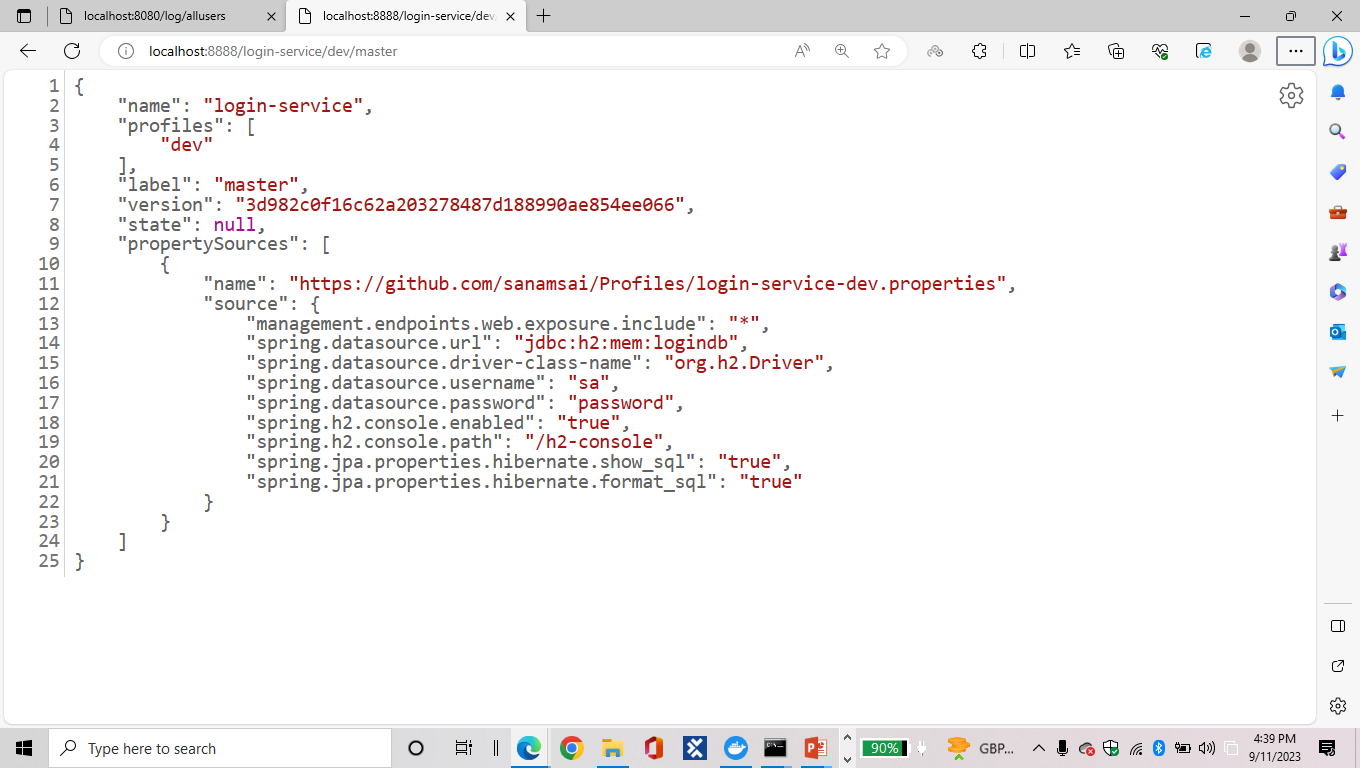 localhost:8080/log/allusers
localhost:8888/login-service/dev/
localhost:8888/login-service/dev/master
1 {
2 "name": "login-service",
3 "profiles": [
4 "dev"
5 ],
6 "label": "master",
7 "version": "3d982c0f16c62a203278487d188990ae854ee066",
8 "state": null,
9 "propertySources": [
10 {
11 "name": "https://github.com/sanamsai/Profiles/login-service-dev.properties",
12 "source": {
13 "management.endpoints.web.exposure.include": "*",
14 "spring.datasource.url": "jdbc:h2:mem:logindb",
15 "spring.datasource.driver-class-name": "org.h2.Driver",
16 "spring.datasource.username": "sa",
17 "spring.datasource.password": "password",
18 "spring.h2.console.enabled": "true",
19 "spring.h2.console.path": "/h2-console",
20 "spring.jpa.properties.hibernate.show_sql": "true",
21 "spring.jpa.properties.hibernate.format_sql": "true"
22 }
23 }
24 ]
25 }
Type here to search
90%
GBP...
4:39 PM
9/11/2023